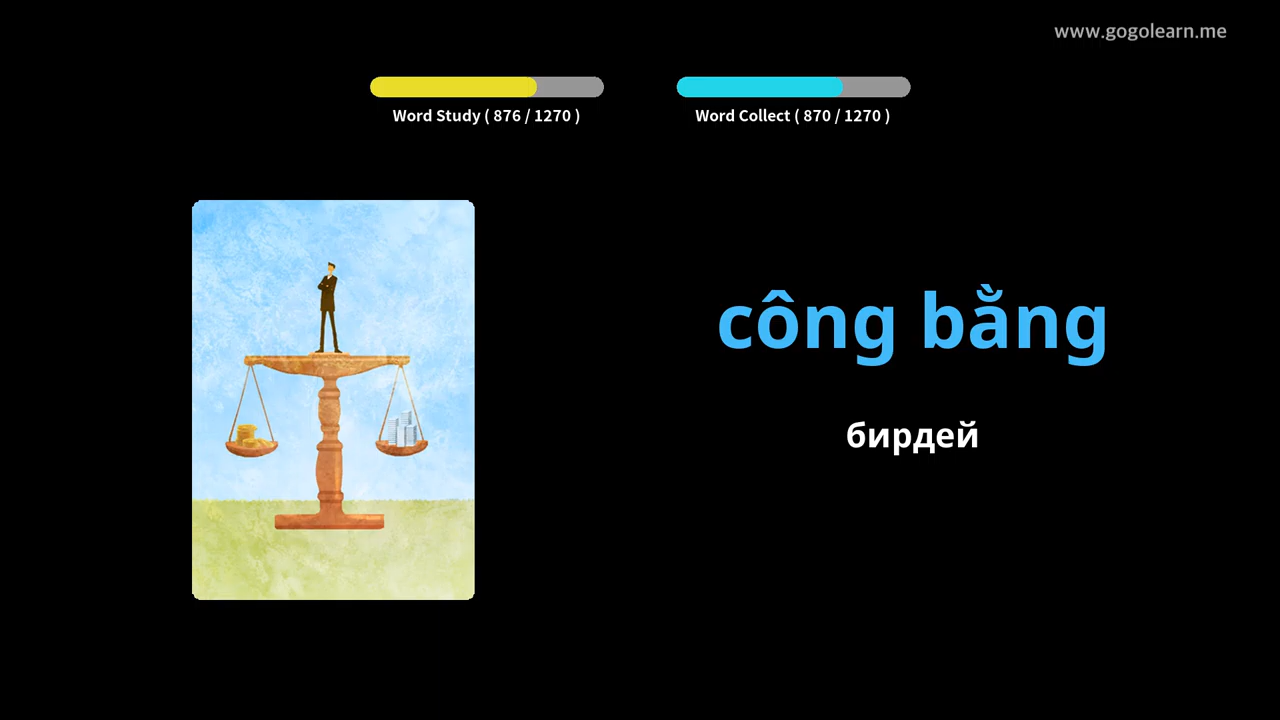 www.gogolearn.me
Word Study ( 876 / 1270 )
Word Collect ( 870 / 1270 )
công bằng
бирдей